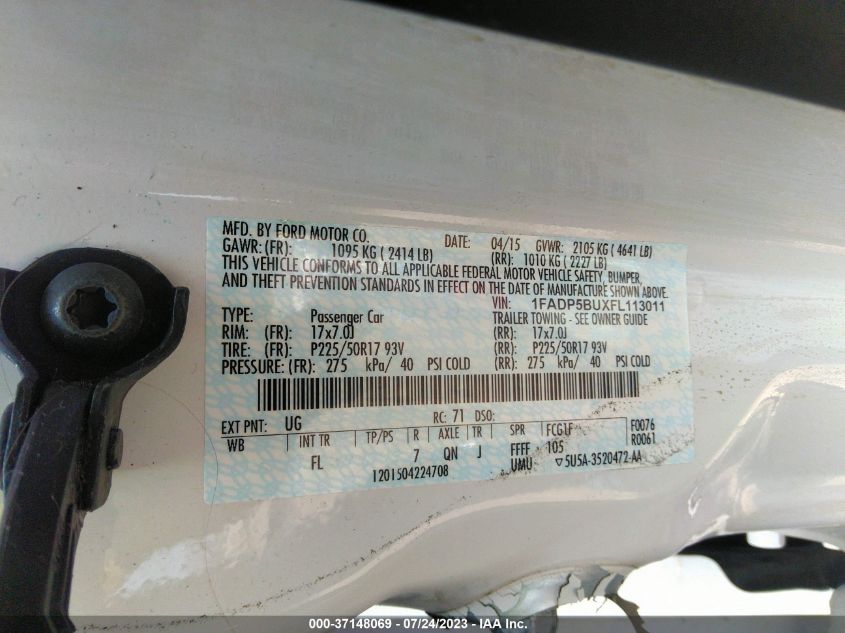 MFD. BY FORD MOTOR CO. DATE: 04/15 GVWR: 2105 KG ( 4641 LB)
GAWR: (FR): 1095 KG ( 2414 LB) (RR): 1010 KG ( 2227 LB)
THIS VEHICLE CONFORMS TO ALL APPLICABLE FEDERAL MOTOR VEHICLE SAFETY, BUMPER,
AND THEFT PREVENTION STANDARDS IN EFFECT ON THE DATE OF MANUFACTURE SHOWN ABOVE.
VIN: 1FADP5BUXFL113011
TYPE: Passenger Car TRAILER TOWING - SEE OWNER GUIDE
RIM: (FR): 17x7.0J (RR): 17x7.0J
TIRE: (FR): P225/50R17 93V (RR): P225/50R17 93V
PRESSURE: (FR): 275 kPa/ 40 PSI COLD (RR): 275 kPa/ 40 PSI COLD
EXT PNT: UG RC: 71 DSO: F0076
WB INT TR TP/PS R AXLE TR SPR FCG1F R0061
FL 7 QN J FFFF 105
1201504224708 UMU ▽5U5A-3520472-AA
000-37148069 - 07/24/2023 - IAA Inc.